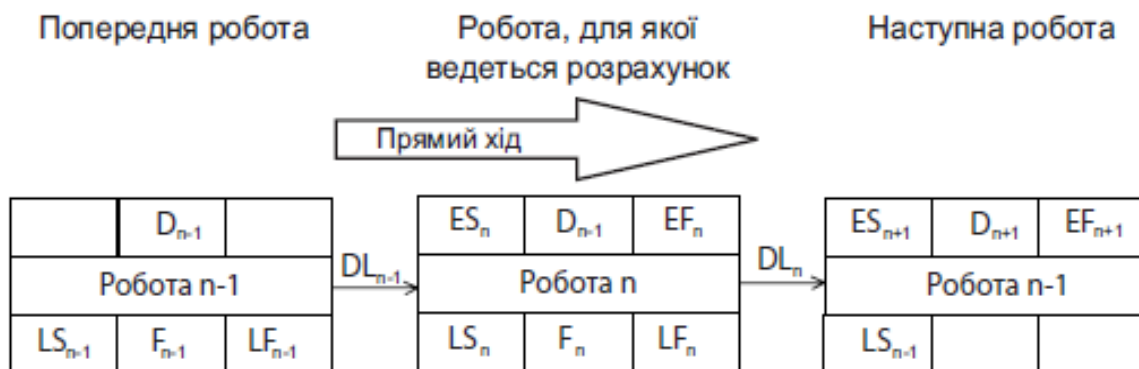 Попередня робота
Робота, для якої
ведеться розрахунок
Наступна робота
Прямий хід
D n-1
ES n D n-1 EF n
ES n+1 D n+1 EF n+1
Робота n-1
DL n-1
Робота n
DL n
Робота n-1
LS n-1 F n-1 LF n-1
LS n F n LF n
LS n-1